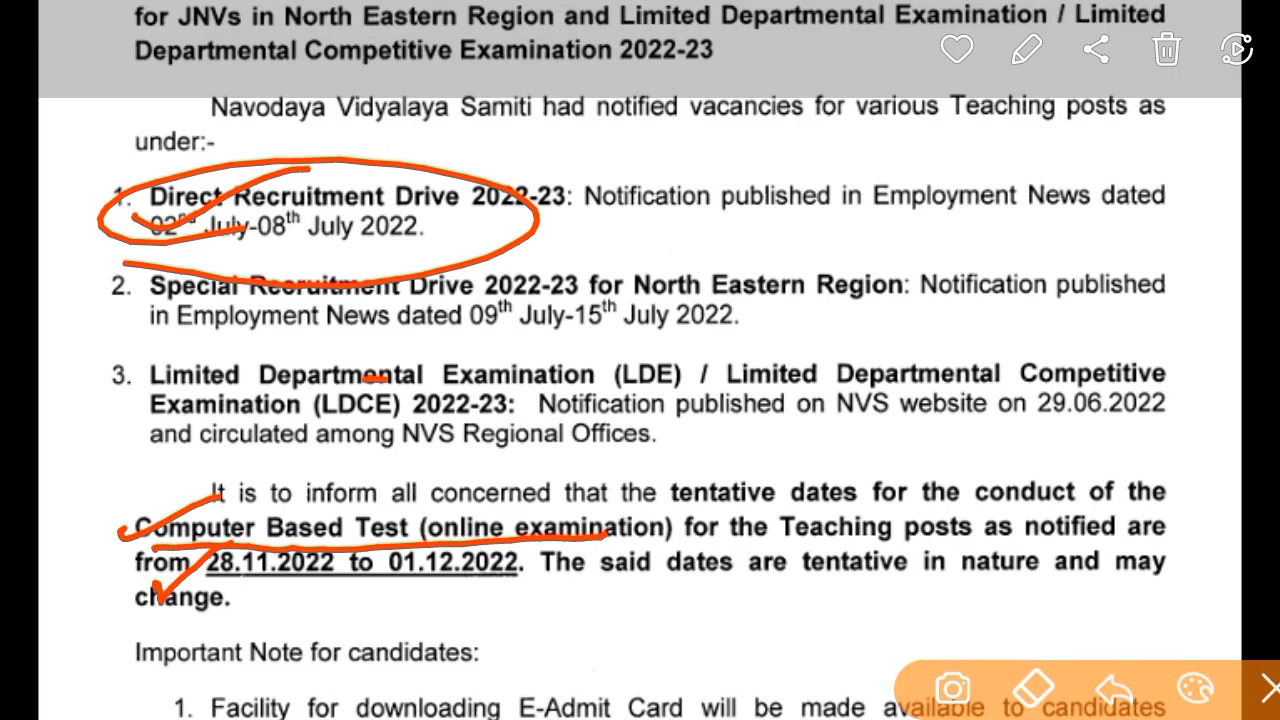 for JNVs in North Eastern Region and Limited Departmental Examination / Limited
Departmental Competitive Examination 2022-23
Navodaya Vidyalaya Samiti had notified vacancies for various Teaching posts as
under:-
1. Direct Recruitment Drive 2022-23: Notification published in Employment News dated
02nd July-08th July 2022.
2. Special Recruitment Drive 2022-23 for North Eastern Region: Notification published
in Employment News dated 09th July-15th July 2022.
3. Limited Departmental Examination (LDE) / Limited Departmental Competitive
Examination (LDCE) 2022-23: Notification published on NVS website on 29.06.2022
and circulated among NVS Regional Offices.
It is to inform all concerned that the tentative dates for the conduct of the
Computer Based Test (online examination) for the Teaching posts as notified are
from 28.11.2022 to 01.12.2022. The said dates are tentative in nature and may
change.
Important Note for candidates:
1. Facility for downloading E-Admit Card will be made available to candidates